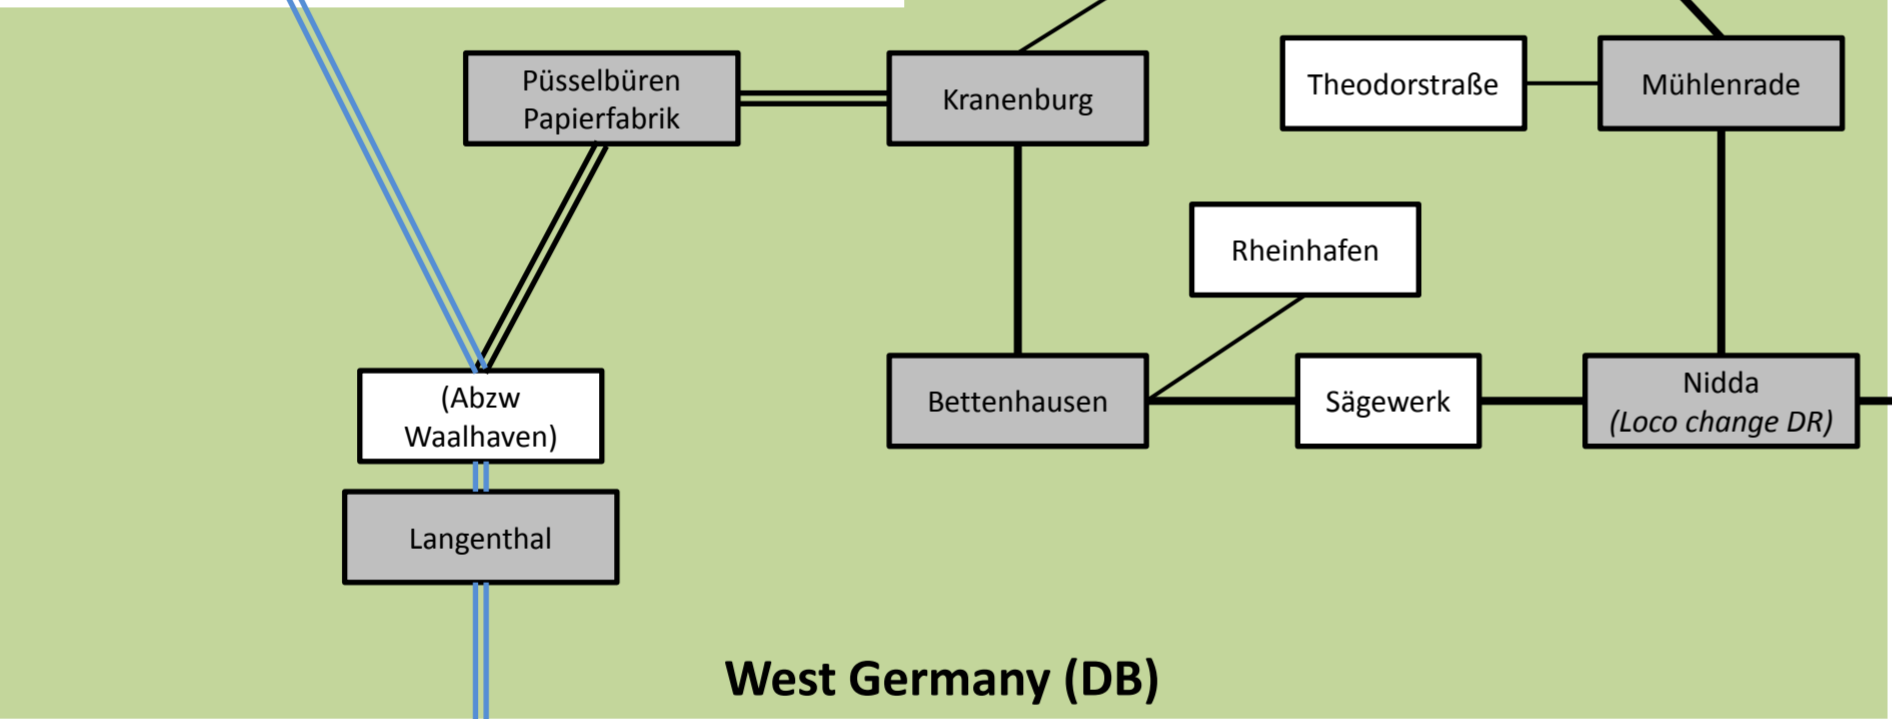 Püsselbüren
Papierfabrik
Kranenburg
Theodorstraße
Mühlenrade
Rheinhafen
(Abzw
Waalhaven)
Bettenhausen
Sägewerk
Nidda
(Loco change DR)
Langenthal
West Germany (DB)